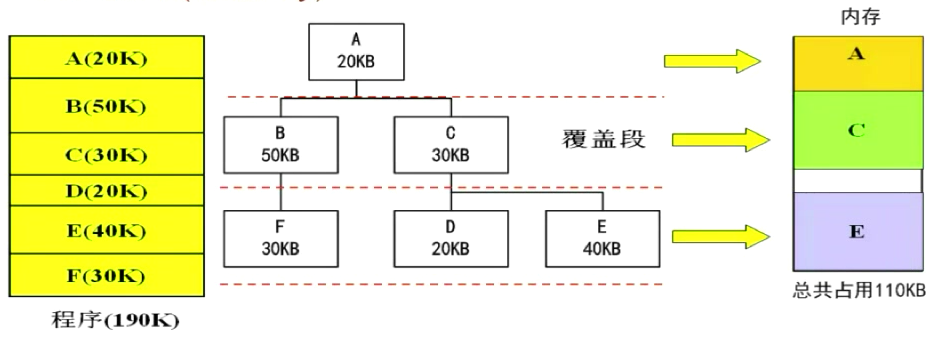 A(20K)
B(50K)
C(30K)
D(20K)
E(40K)
F(30K)
程序(190K)
A
20KB
B
50KB
C
30KB
覆盖段
F
30KB
D
20KB
E
40KB
内存
A
C
E
总共占用110KB